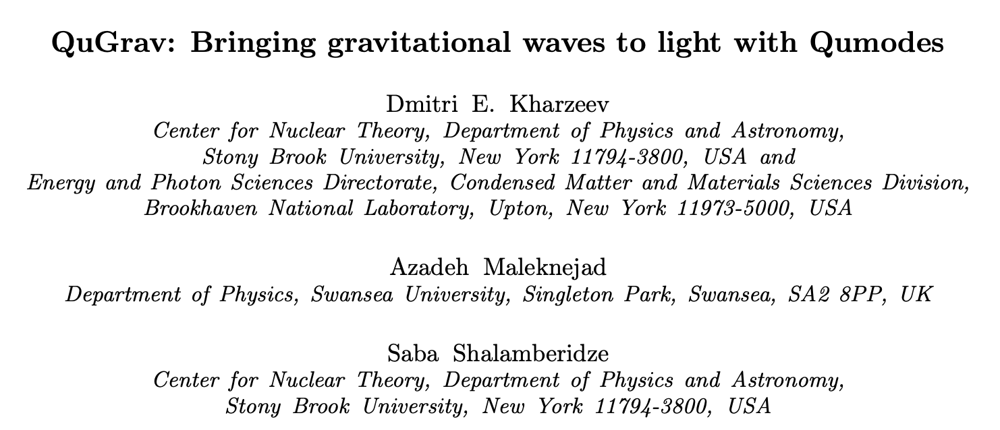 QuGrav: Bringing gravitational waves to light with Qumodes
Dmitri E. Kharzeev
Center for Nuclear Theory, Department of Physics and Astronomy,
Stony Brook University, New York 11794-3800, USA and
Energy and Photon Sciences Directorate, Condensed Matter and Materials Sciences Division,
Brookhaven National Laboratory, Upton, New York 11973-5000, USA
Azadeh Maleknejad
Department of Physics, Swansea University, Singleton Park, Swansea, SA2 8PP, UK
Saba Shalamberidze
Center for Nuclear Theory, Department of Physics and Astronomy,
Stony Brook University, New York 11794-3800, USA